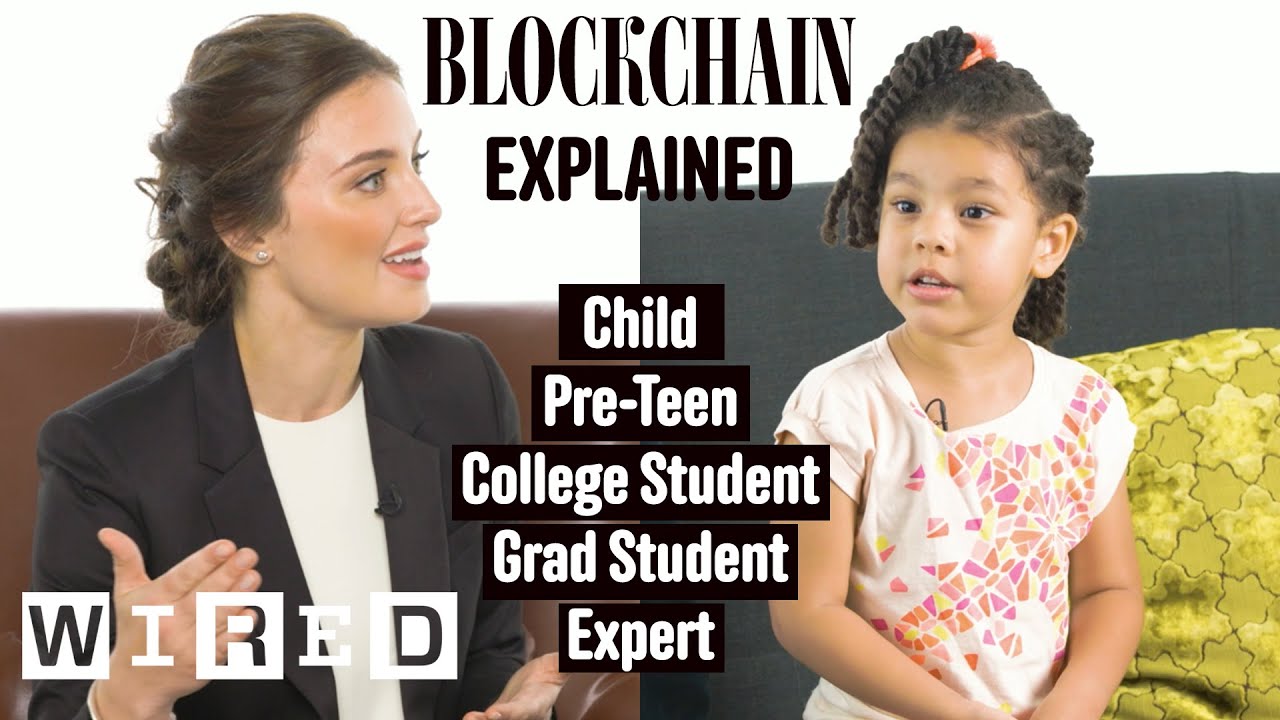 BLOCKCHAIN
EXPLAINED
Child
Pre-Teen
College Student
Grad Student
Expert
WIRED